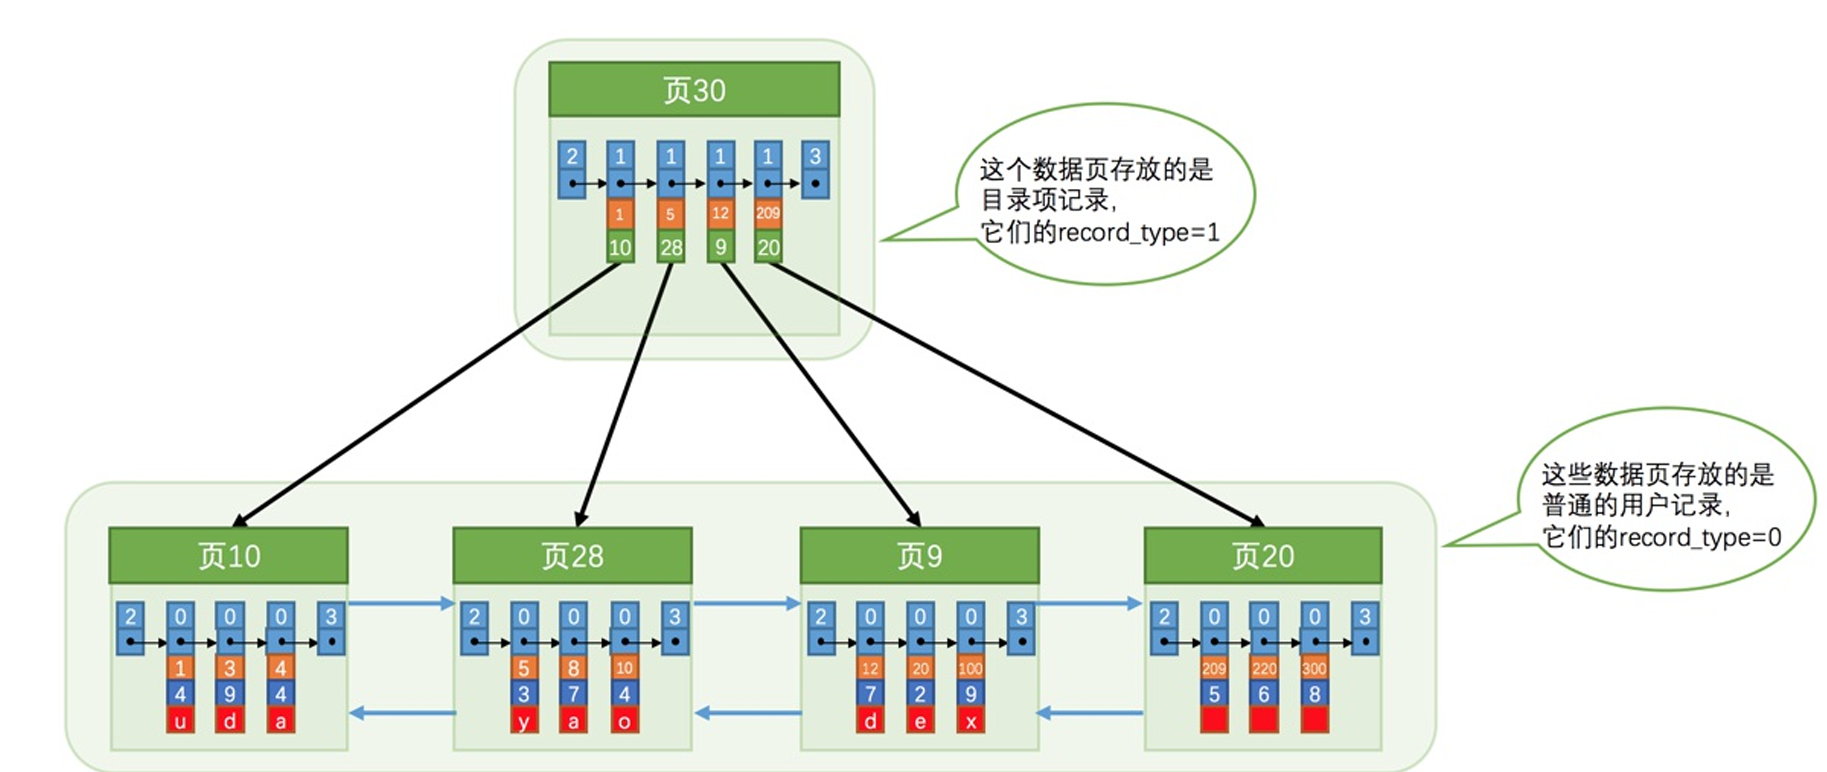 页30
2 1 1 1 1 3
1 5 12 209
10 28 9 20
这个数据页存放的是
目录项记录,
它们的record_type=1
这些数据页存放的是
普通的用户记录,
它们的record_type=0
页10
2 0 0 0 3
1 3 4
4 9 4
u d a
页28
2 0 0 0 3
5 8 10
3 7 4
y a o
页9
2 0 0 0 3
12 20 100
7 2 9
d e x
页20
2 0 0 0 3
209 220 300
5 6 8